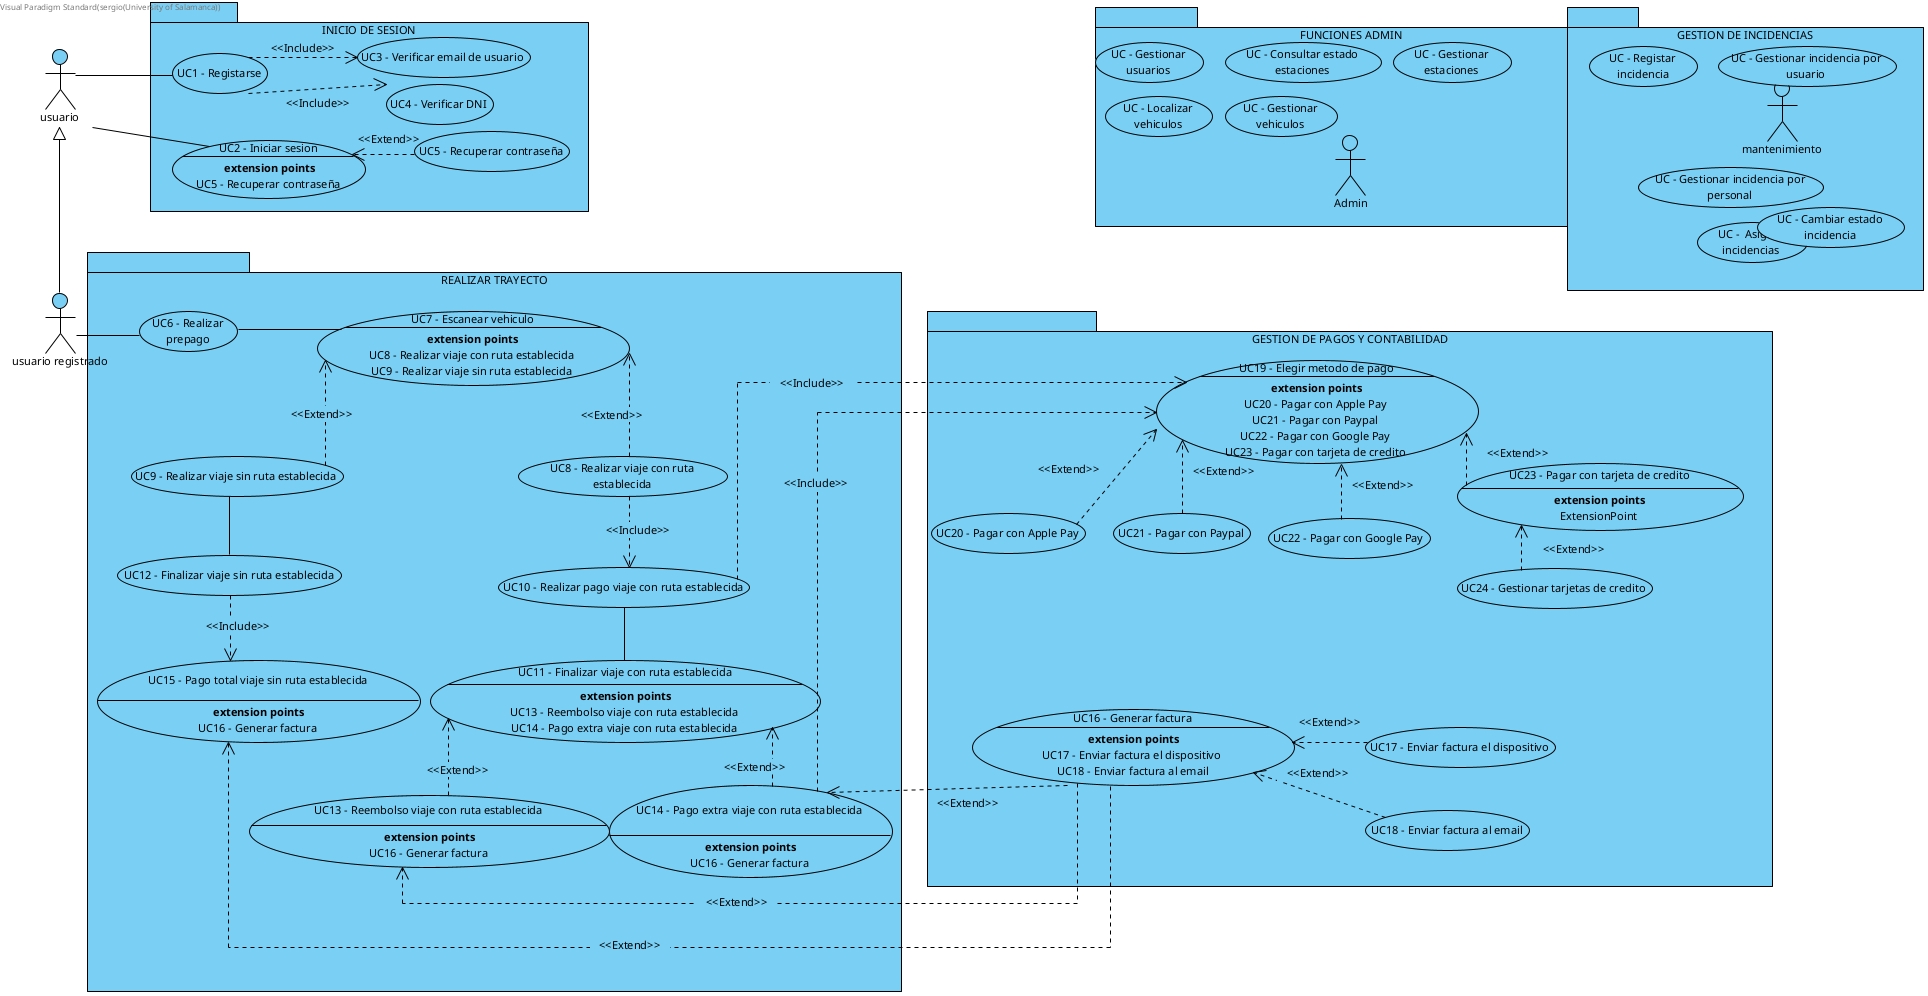 Visual Paradigm Standard(sergio(University of Salamanca))
INICIO DE SESION
UC1 - Registarse
<<Include>>
UC3 - Verificar email de usuario
<<Include>>
UC4 - Verificar DNI
usuario
UC2 - Iniciar sesion
extension points
UC5 - Recuperar contraseña
<<Extend>>
UC5 - Recuperar contraseña
FUNCIONES ADMIN
UC - Gestionar
usuarios
UC - Consultar estado
estaciones
UC - Gestionar
estaciones
UC - Localizar
vehiculos
UC - Gestionar
vehiculos
Admin
GESTION DE INCIDENCIAS
UC - Registar
incidencia
UC - Gestionar incidencia por
usuario
mantenimiento
UC - Gestionar incidencia por
personal
UC - Cambiar estado
incidencia
UC -
incidencias
REALIZAR TRAYECTO
usuario registrado
UC6 - Realizar
prepago
UC7 - Escanear vehiculo
extension points
UC8 - Realizar viaje con ruta establecida
UC9 - Realizar viaje sin ruta establecida
<<Extend>>
<<Extend>>
UC9 - Realizar viaje sin ruta establecida
UC8 - Realizar viaje con ruta
establecida
<<Include>>
UC12 - Finalizar viaje sin ruta establecida
UC10 - Realizar pago viaje con ruta establecida
<<Include>>
UC15 - Pago total viaje sin ruta establecida
extension points
UC16 - Generar factura
UC11 - Finalizar viaje con ruta establecida
extension points
UC13 - Reembolso viaje con ruta establecida
UC14 - Pago extra viaje con ruta establecida
<<Extend>>
<<Extend>>
UC13 - Reembolso viaje con ruta establecida
extension points
UC16 - Generar factura
UC14 - Pago extra viaje con ruta establecida
extension points
UC16 - Generar factura
<<Include>>
<<Include>>
<<Extend>>
<<Extend>>
<<Extend>>
GESTION DE PAGOS Y CONTABILIDAD
UC19 - Elegir metodo de pago
extension points
UC20 - Pagar con Apple Pay
UC21 - Pagar con Paypal
UC22 - Pagar con Google Pay
UC23 - Pagar con tarjeta de credito
<<Extend>>
<<Extend>>
<<Extend>>
<<Extend>>
UC20 - Pagar con Apple Pay
UC21 - Pagar con Paypal
UC22 - Pagar con Google Pay
UC23 - Pagar con tarjeta de credito
extension points
ExtensionPoint
<<Extend>>
UC24 - Gestionar tarjetas de credito
UC16 - Generar factura
extension points
UC17 - Enviar factura el dispositivo
UC18 - Enviar factura al email
<<Extend>>
UC17 - Enviar factura el dispositivo
<<Extend>>
UC18 - Enviar factura al email